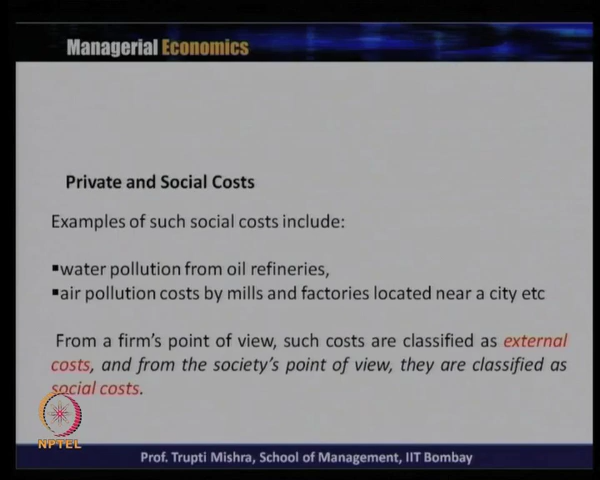 Managerial Economics
Private and Social Costs
Examples of such social costs include:
▪water pollution from oil refineries,
▪air pollution costs by mills and factories located near a city etc
From a firm's point of view, such costs are classified as external
costs, and from the society's point of view, they are classified as
social costs.
NPTEL
Prof. Trupti Mishra, School of Management, IIT Bombay